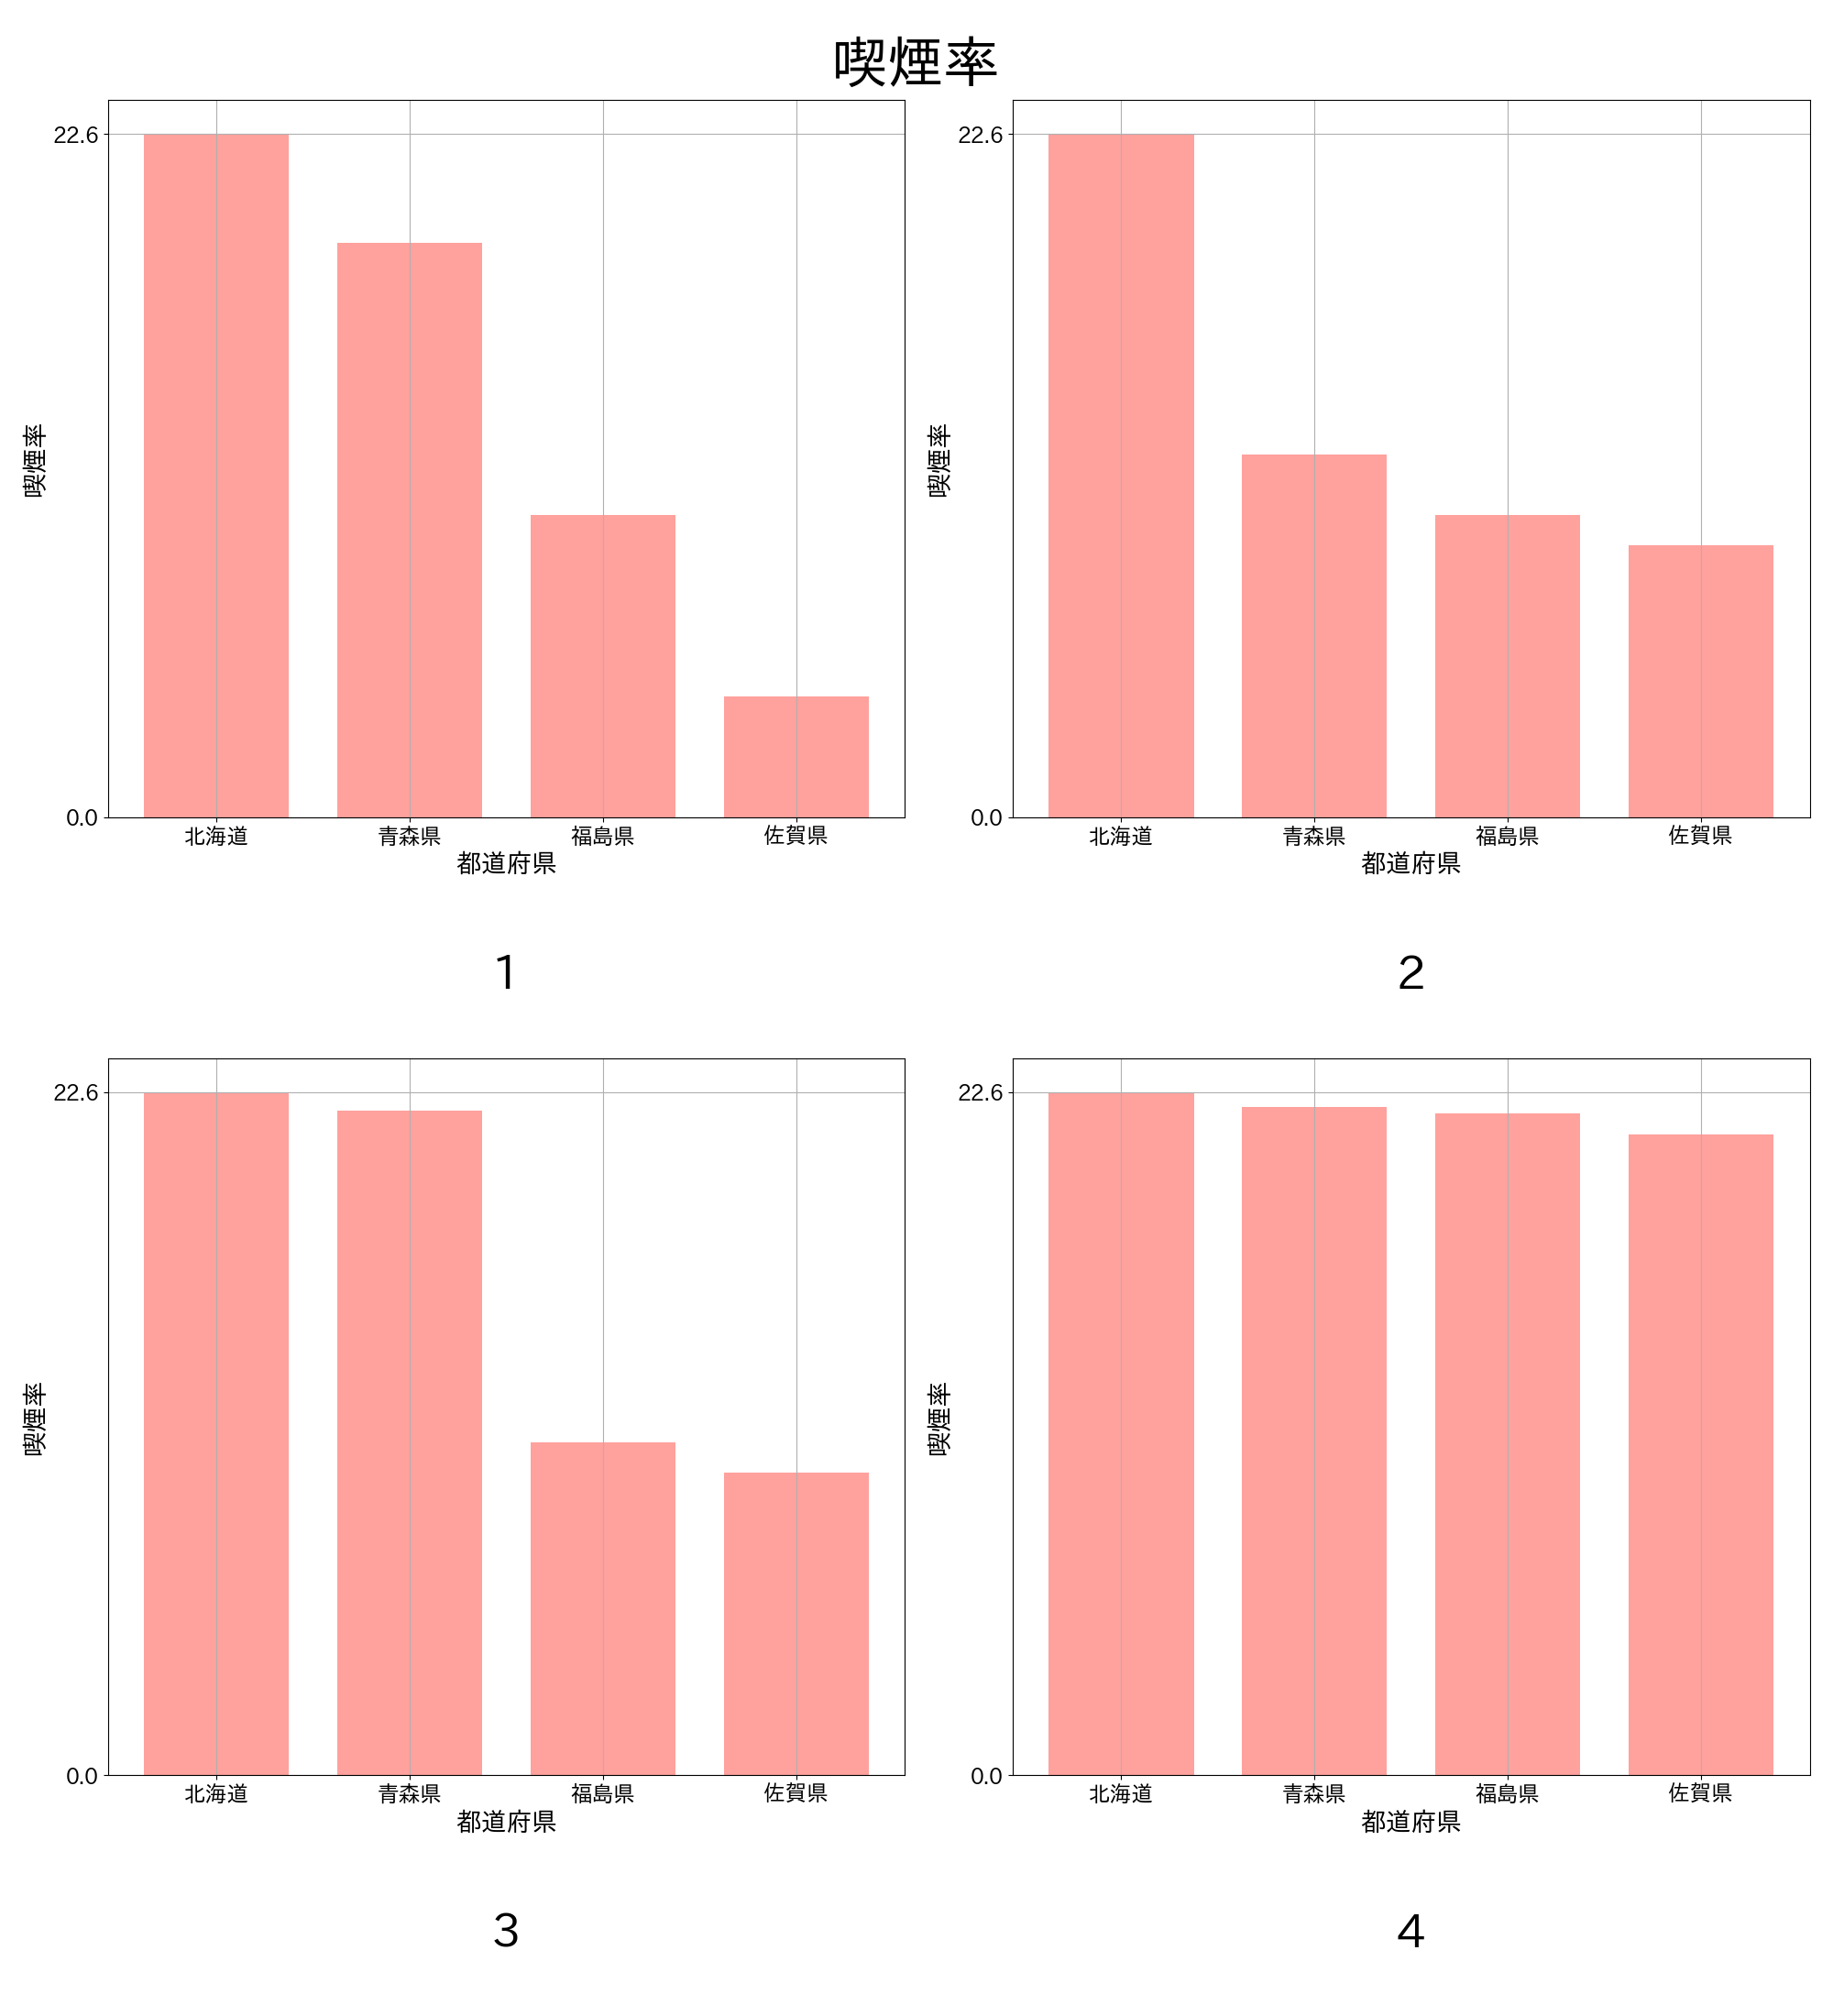 喫煙率
22.6
0.0
喫煙率
北海道 青森県 福島県 佐賀県
都道府県
1
22.6
0.0
喫煙率
北海道 青森県 福島県 佐賀県
都道府県
2
22.6
0.0
喫煙率
北海道 青森県 福島県 佐賀県
都道府県
3
22.6
0.0
喫煙率
北海道 青森県 福島県 佐賀県
都道府県
4